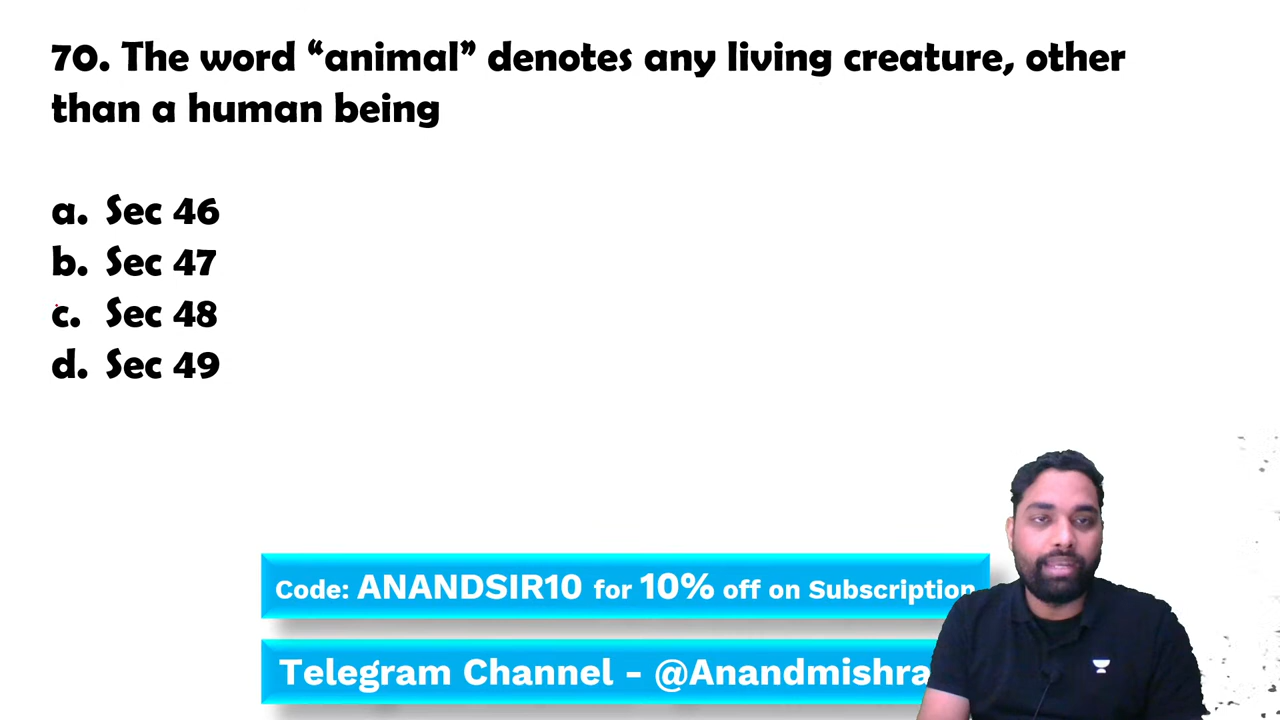 70. The word “animal” denotes any living creature, other
than a human being
a. Sec 46
b. Sec 47
c. Sec 48
d. Sec 49
Code: ANANDSIR10 for 10% off on Subscription
Telegram Channel - @Anandmishra